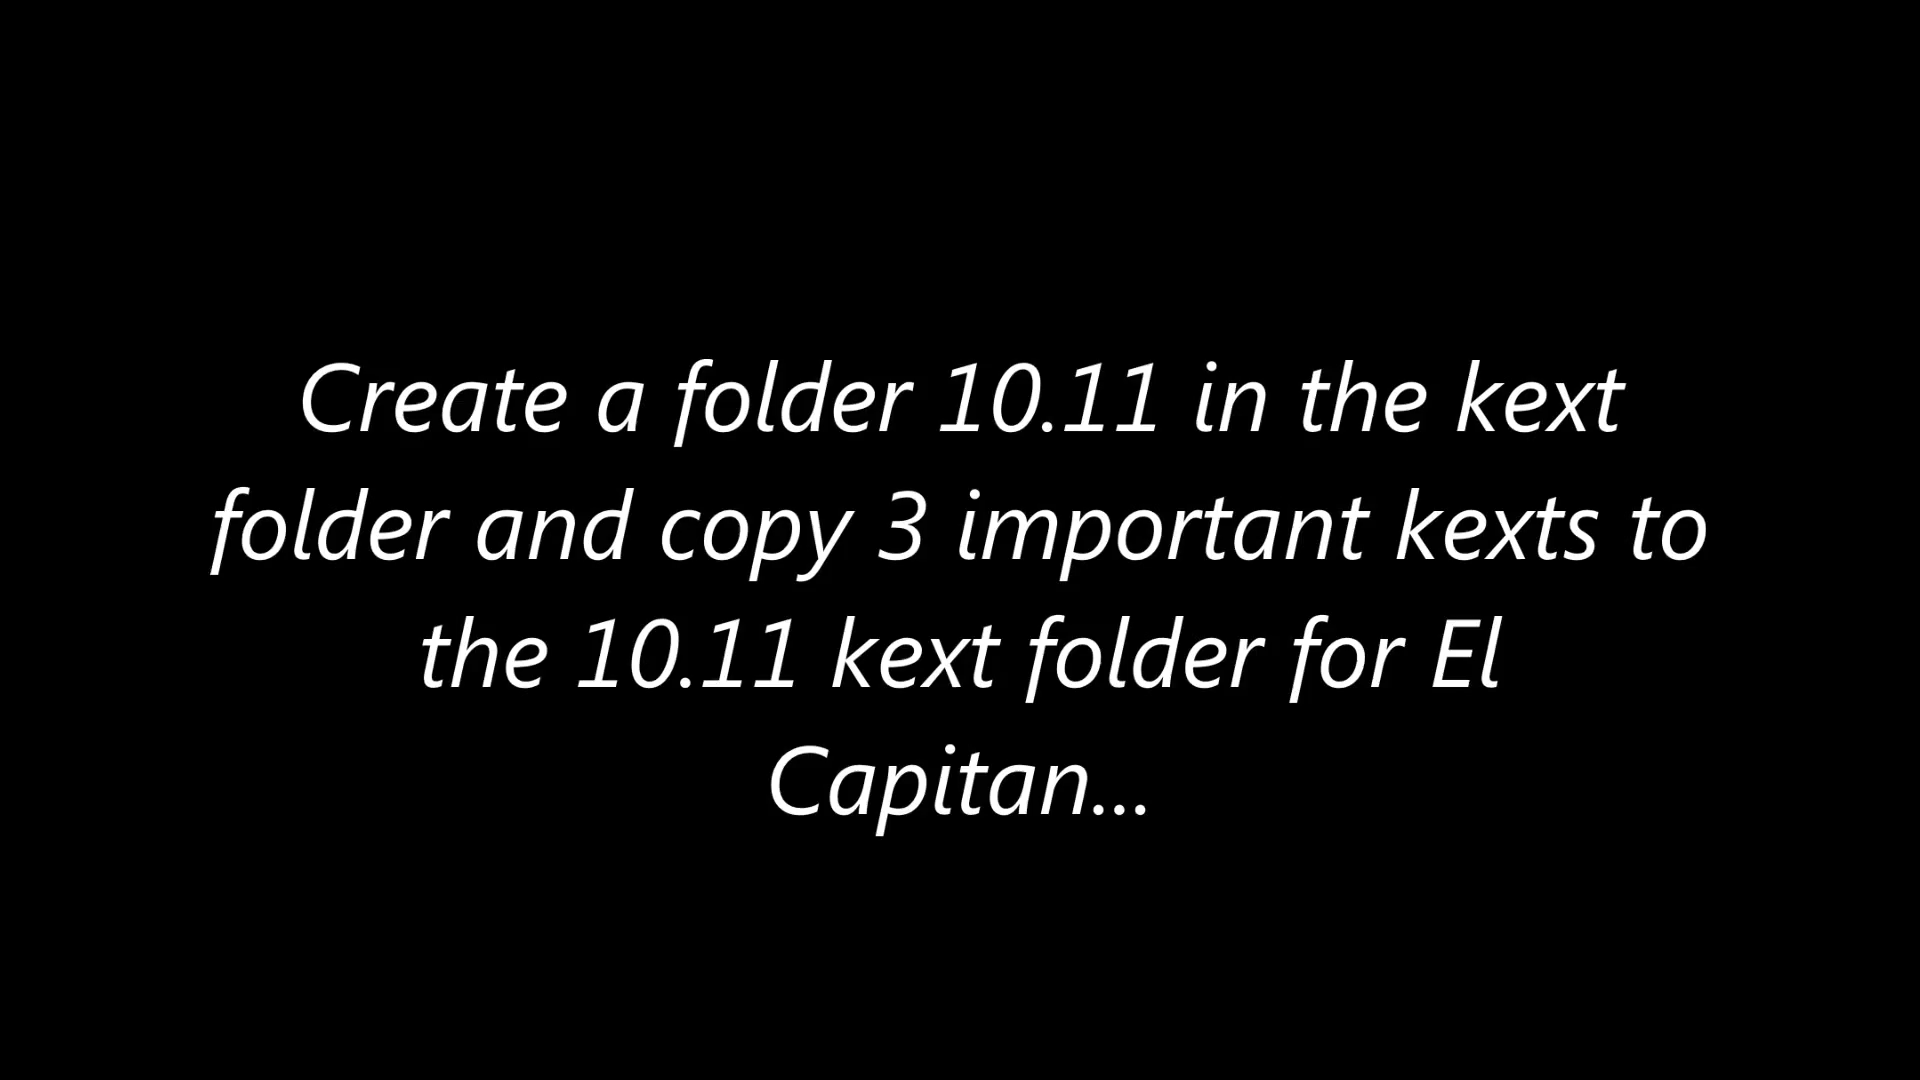 Create a folder 10.11 in the kext
folder and copy 3 important kexts to
the 10.11 kext folder for El
Capitan...